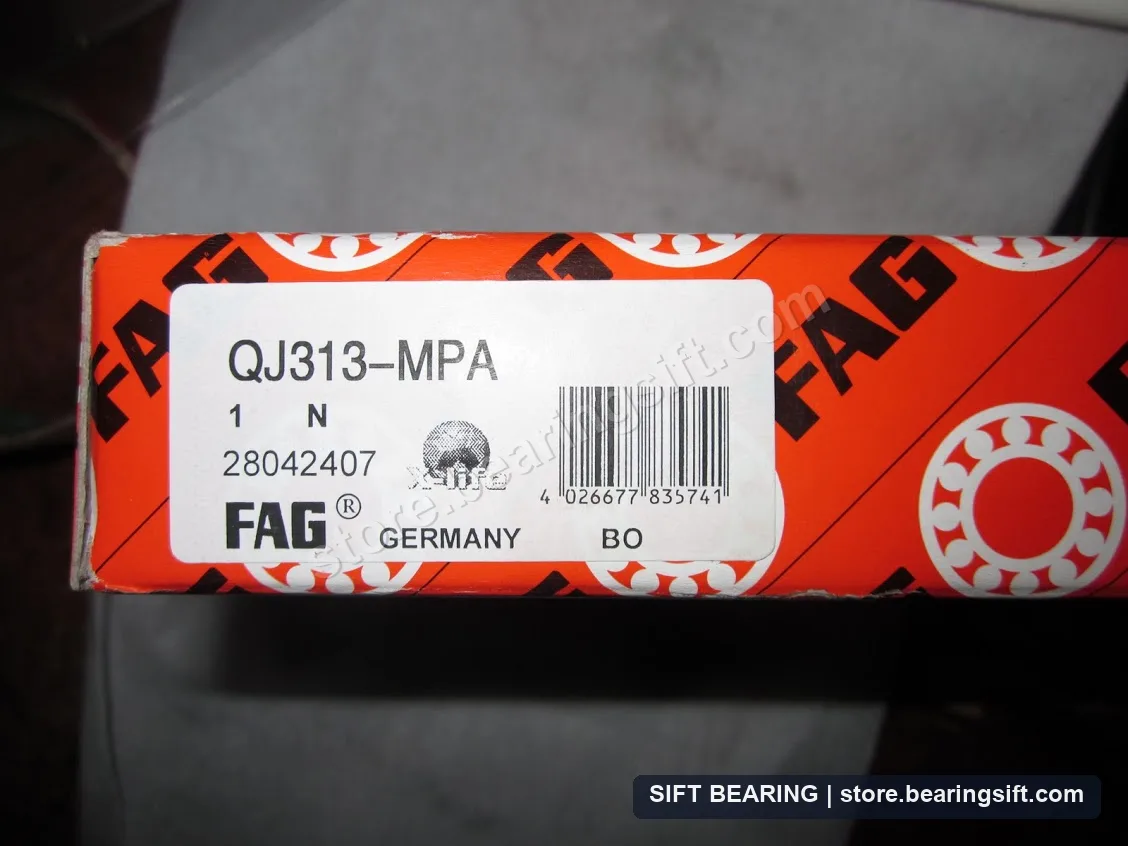 FAG
FAG
FAG
QJ313-MPA
1 N
28042407
X-life
4 026677 835741
FAG®
GERMANY
BO
store.bearingsift.com
SIFT BEARING | store.bearingsift.com